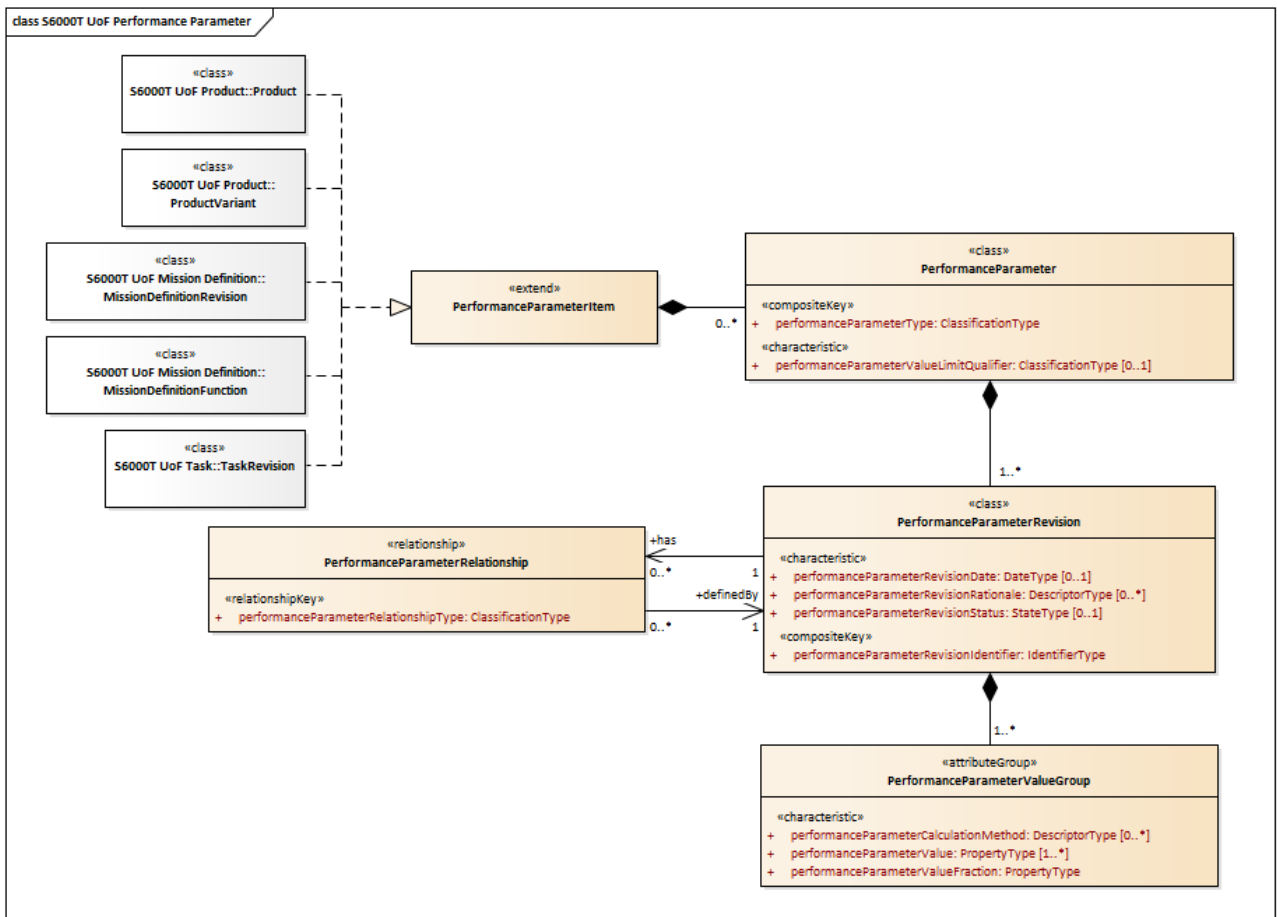 class S6000T UoF Performance Parameter
«class»
S6000T UoF Product::Product
«class»
S6000T UoF Product::
ProductVariant
«class»
S6000T UoF Mission Definition::
MissionDefinitionRevision
«class»
S6000T UoF Mission Definition::
MissionDefinitionFunction
«class»
S6000T UoF Task::TaskRevision
«extend»
PerformanceParameterItem
0..*
«class»
PerformanceParameter
«compositeKey»
+ performanceParameterType: ClassificationType
«characteristic»
+ performanceParameterValueLimitQualifier: ClassificationType [0..1]
1..*
«relationship»
PerformanceParameterRelationship
«relationshipKey»
+ performanceParameterRelationshipType: ClassificationType
+has
0..*
1
+definedBy
0..*
1
«class»
PerformanceParameterRevision
«characteristic»
+ performanceParameterRevisionDate: DateType [0..1]
+ performanceParameterRevisionRationale: DescriptorType [0..*]
+ performanceParameterRevisionStatus: StateType [0..1]
«compositeKey»
+ performanceParameterRevisionIdentifier: IdentifierType
1..*
«attributeGroup»
PerformanceParameterValueGroup
«characteristic»
+ performanceParameterCalculationMethod: DescriptorType [0..*]
+ performanceParameterValue: PropertyType [1..*]
+ performanceParameterValueFraction: PropertyType